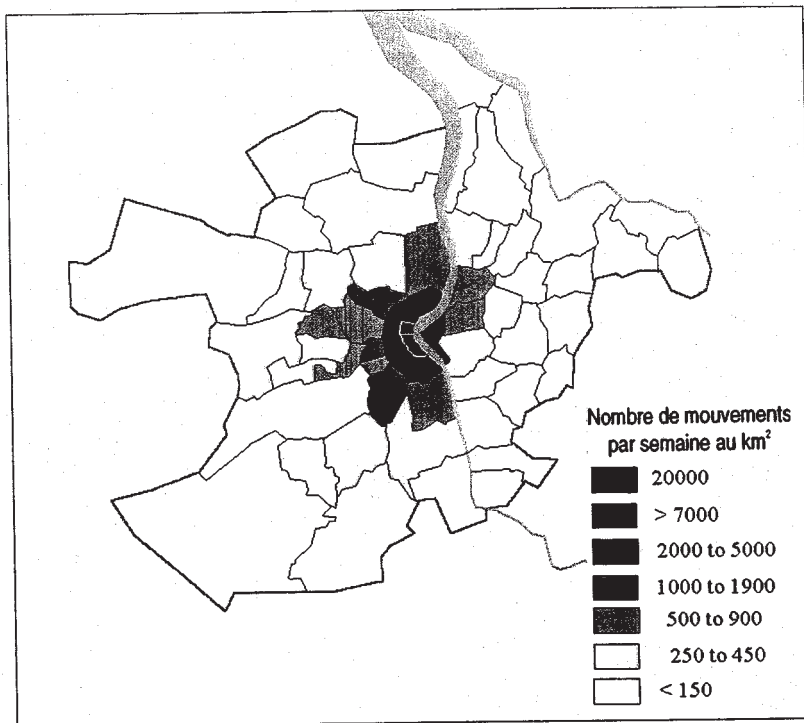 Nombre de mouvements
par semaine au km²
20000
> 7000
2000 to 5000
1000 to 1900
500 to 900
250 to 450
< 150